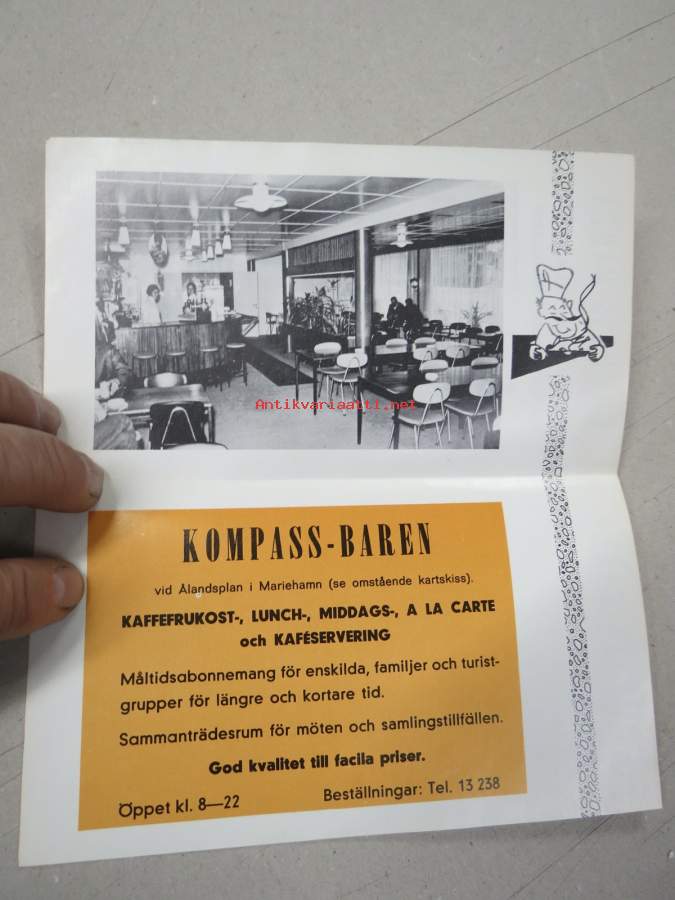 Antikvariaatti.net
KOMPASS-BAREN
vid Ålandsplan i Mariehamn (se omstående kartskiss).
KAFFEFRUKOST-, LUNCH-, MIDDAGS-, A LA CARTE
och KAFÉSERVERING
Måltidsabonnemang för enskilda, familjer och turist-
grupper för längre och kortare tid.
Sammanträdesrum för möten och samlingstillfällen.
God kvalitet till facila priser.
Öppet kl. 8—22
Beställningar: Tel. 13 238